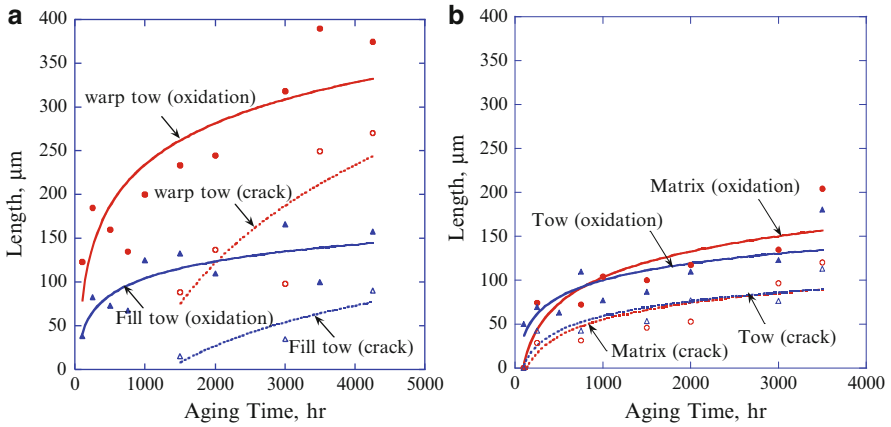 a
400
350
300
250
200
150
100
50
0
Length, μm
warp tow (oxidation)
warp tow (crack)
Fill tow (oxidation)
Fill tow (crack)
0 1000 2000 3000 4000 5000
Aging Time, hr
b
400
350
300
250
200
150
100
50
0
Length, μm
Matrix (oxidation)
Tow (oxidation)
Matrix (crack)
Tow (crack)
0 1000 2000 3000 4000
Aging Time, hr